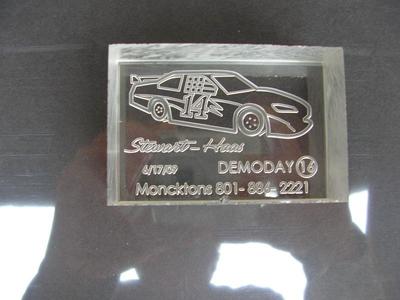 14
Stewart-Haas
6/17/09 DEMODAY 14
Moncktons 801-886-2221